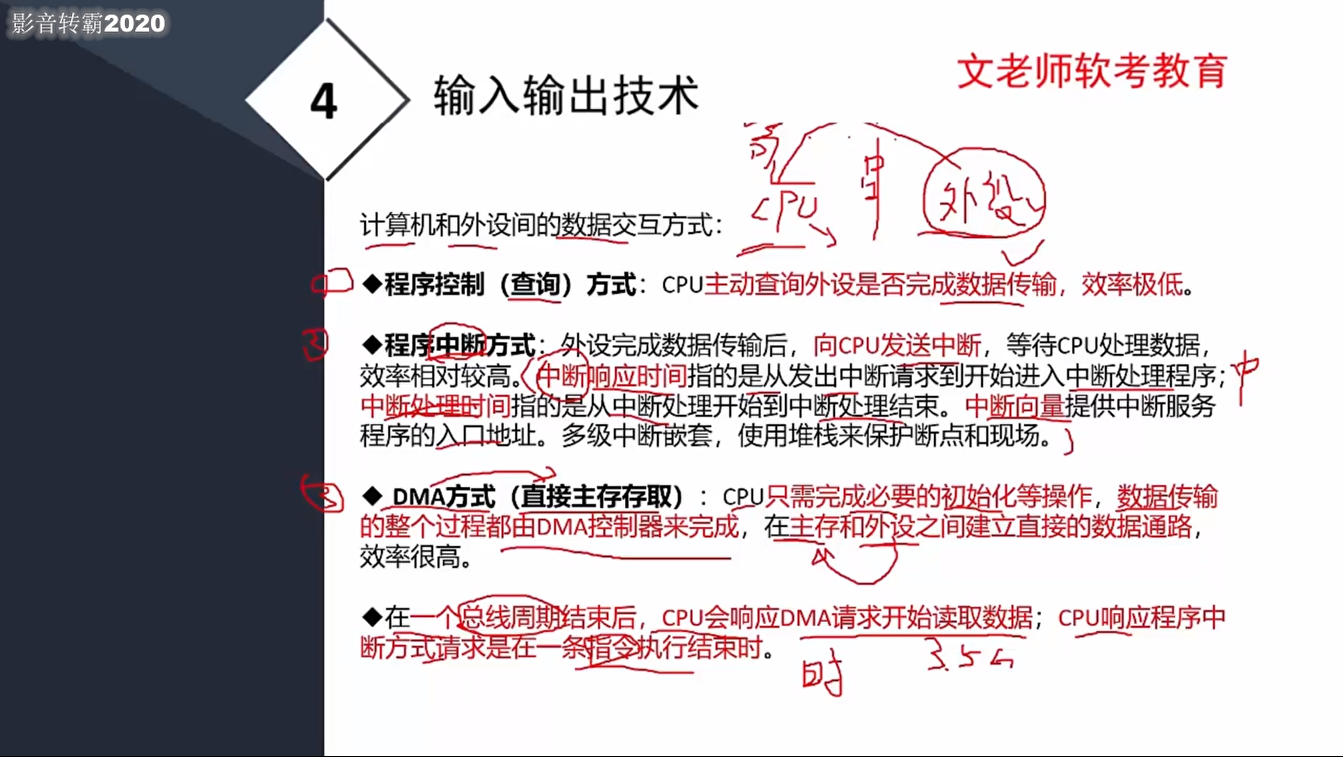 影音转霸2020
4
输入输出技术
文老师软考教育
CPU
中
外设
计算机和外设间的数据交互方式：
◆程序控制（查询）方式：CPU主动查询外设是否完成数据传输，效率极低。
2
◆程序中断方式：外设完成数据传输后，向CPU发送中断，等待CPU处理数据，
效率相对较高。中断响应时间指的是从发出中断请求到开始进入中断处理程序；
中
中断处理时间指的是从中断处理开始到中断处理结束。中断向量提供中断服务
程序的入口地址。多级中断嵌套，使用堆栈来保护断点和现场。
3
◆ DMA方式（直接主存存取）：CPU只需完成必要的初始化等操作，数据传输
的整个过程都由DMA控制器来完成，在主存和外设之间建立直接的数据通路，
效率很高。
◆在一个总线周期结束后，CPU会响应DMA请求开始读取数据；CPU响应程序中
断方式请求是在一条指令执行结束时。
时
3.5G